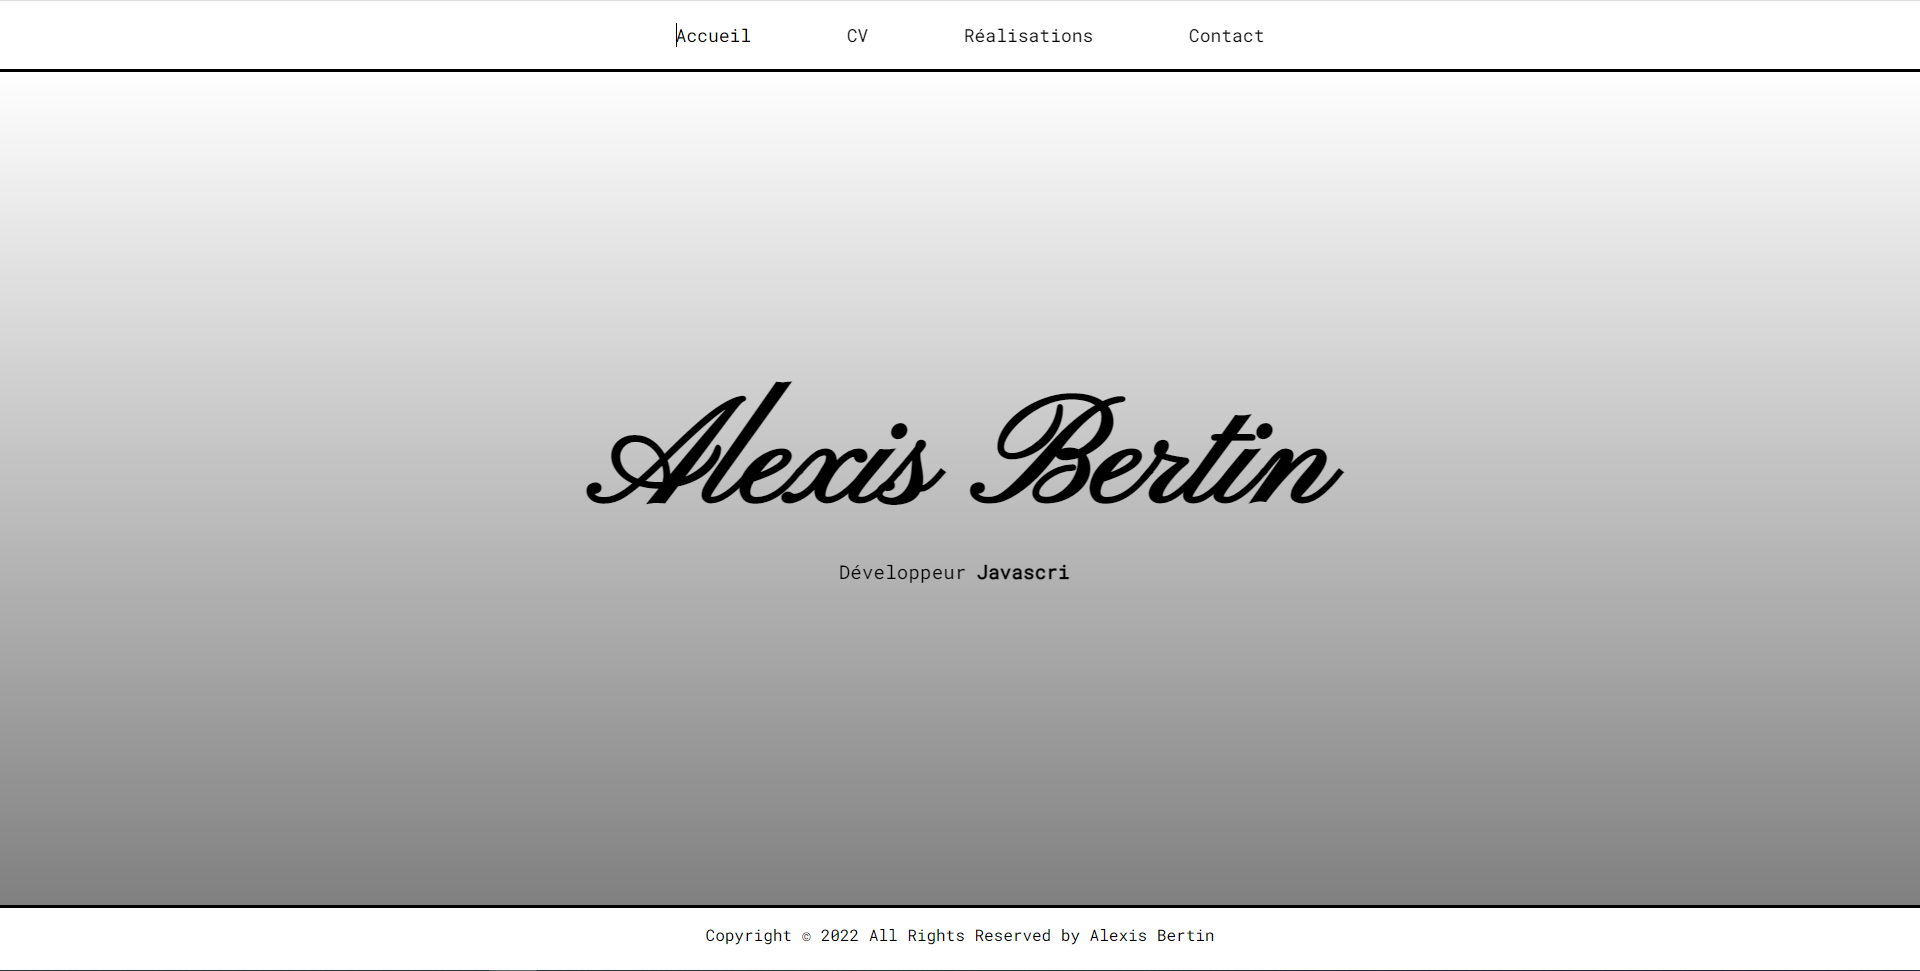 Accueil CV Réalisations Contact
Alexis Bertin
Développeur Javascri
Copyright © 2022 All Rights Reserved by Alexis Bertin